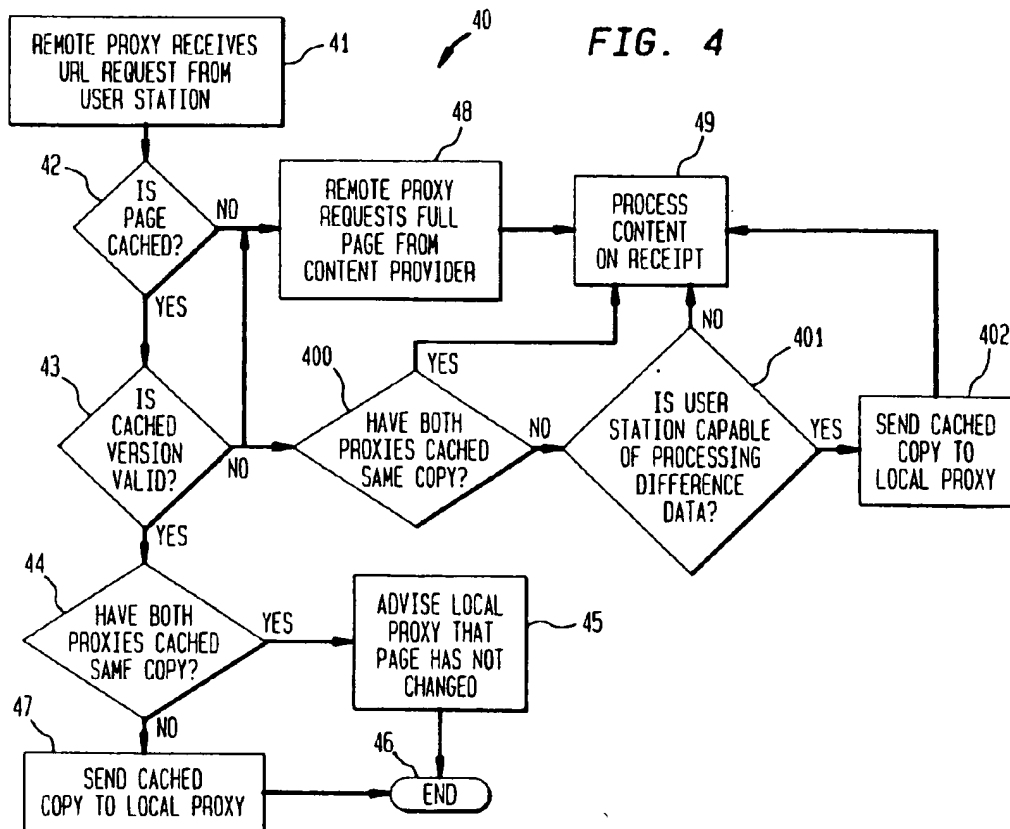 40
FIG. 4
41
REMOTE PROXY RECEIVES
URL REQUEST FROM
USER STATION
42
IS
PAGE
CACHED?
NO
YES
48
REMOTE PROXY
REQUESTS FULL
PAGE FROM
CONTENT PROVIDER
49
PROCESS
CONTENT
ON RECEIPT
43
IS
CACHED
VERSION
VALID?
NO
YES
400
HAVE BOTH
PROXIES CACHED
SAME COPY?
YES
NO
401
IS USER
STATION CAPABLE
OF PROCESSING
DIFFERENCE
DATA?
NO
YES
402
SEND CACHED
COPY TO
LOCAL PROXY
44
HAVE BOTH
PROXIES CACHED
SAMF COPY?
YES
NO
45
ADVISE LOCAL
PROXY THAT
PAGE HAS NOT
CHANGED
47
SEND CACHED
COPY TO LOCAL PROXY
46
END